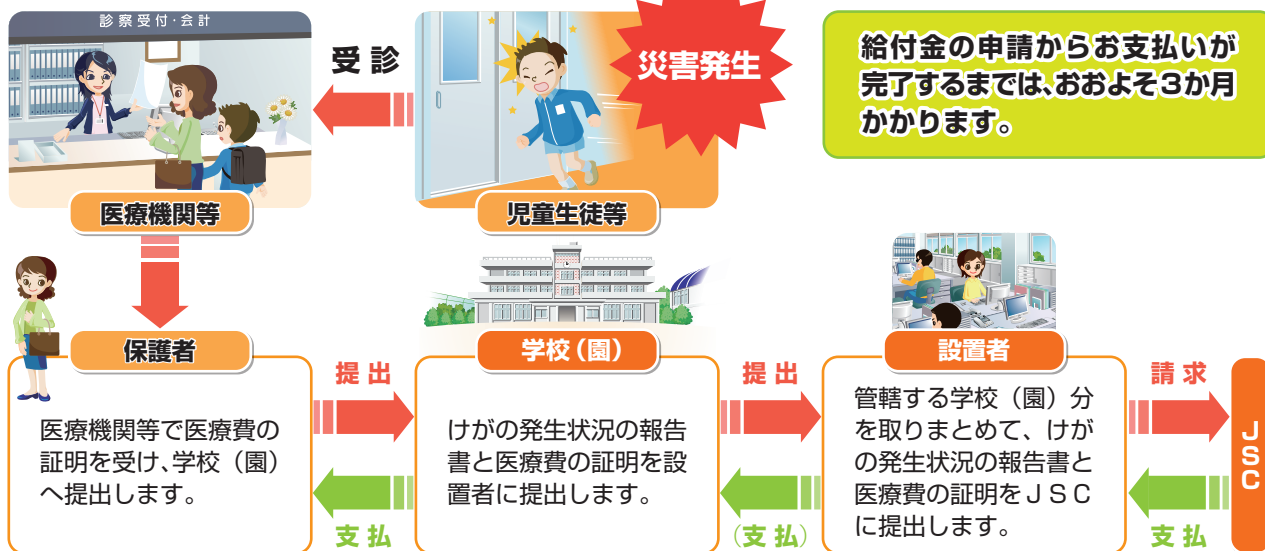 診察受付・会計
受診
災害発生
給付金の申請からお支払いが
完了するまでは、おおよそ3か月
かかります。
医療機関等
児童生徒等
保護者
医療機関等で医療費の
証明を受け、学校（園）
へ提出します。
提出
支払
学校（園）
けがの発生状況の報告
書と医療費の証明を設
置者に提出します。
提出
（支払）
設置者
管轄する学校（園）分
を取りまとめて、けが
の発生状況の報告書と
医療費の証明をＪＳＣ
に提出します。
請求
支払
JSC